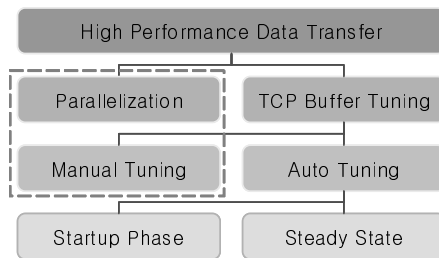 High Performance Data Transfer
Parallelization
TCP Buffer Tuning
Manual Tuning
Auto Tuning
Startup Phase
Steady State